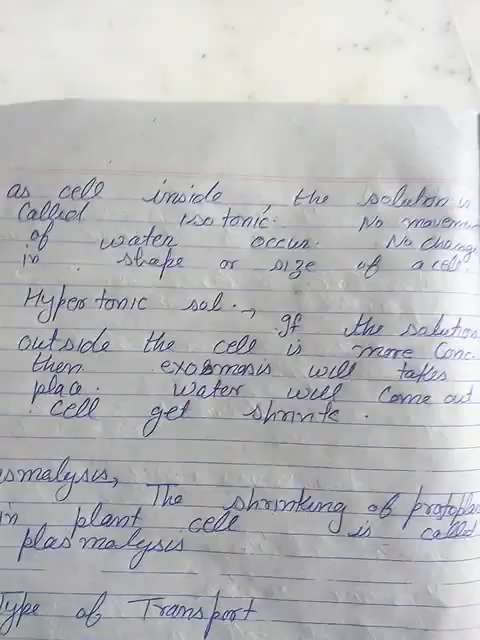 as cell inside, the soluton is
Called isotonic. No movem
of water occur. No chang
in shape or size of a cell.
Hypertonic sol. →
If the solution
outside the cell is more Conc.
then exosmosis will takes
place. Water will Come out
cell get shrink.
smalysis,
The shrinking of protopla
in plant cell is called
plasmalysis
Type of Transport